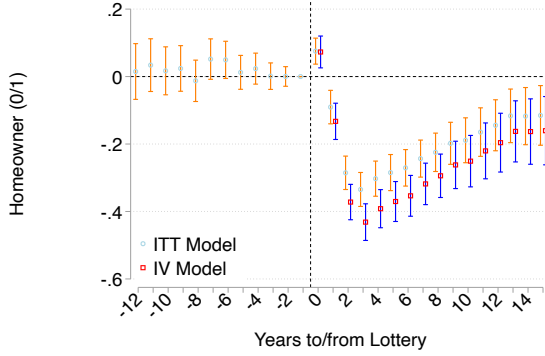 .2
0
-.2
-.4
-.6
Homeowner (0/1)
ITT Model
IV Model
-12 -10 -8 -6 -4 -2 0 2 4 6 8 10 12 14
Years to/from Lottery